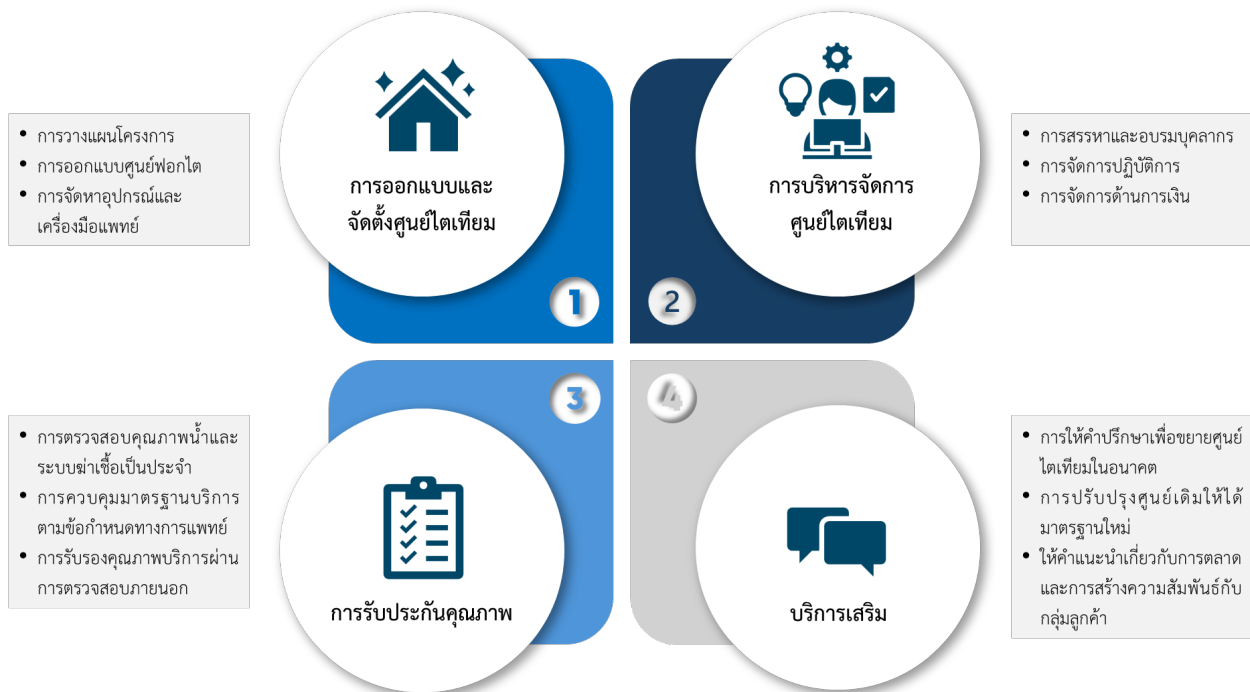 • การวางแผนโครงการ
• การออกแบบศูนย์ฟอกไต
• การจัดหาอุปกรณ์และ
เครื่องมือแพทย์
การออกแบบและ
จัดตั้งศูนย์ไตเทียม
1
การบริหารจัดการ
ศูนย์ไตเทียม
2
• การสรรหาและอบรมบุคลากร
• การจัดการปฏิบัติการ
• การจัดการด้านการเงิน
• การตรวจสอบคุณภาพน้ำและ
ระบบฆ่าเชื้อเป็นประจำ
• การควบคุมมาตรฐานบริการ
ตามข้อกำหนดทางการแพทย์
• การรับรองคุณภาพบริการผ่าน
การตรวจสอบภายนอก
3
การรับประกันคุณภาพ
4
บริการเสริม
• การให้คำปรึกษาเพื่อขยายศูนย์
ไตเทียมในอนาคต
• การปรับปรุงศูนย์เดิมให้ได้
มาตรฐานใหม่
• ให้คำแนะนำเกี่ยวกับการตลาด
และการสร้างความสัมพันธ์กับ
กลุ่มลูกค้า